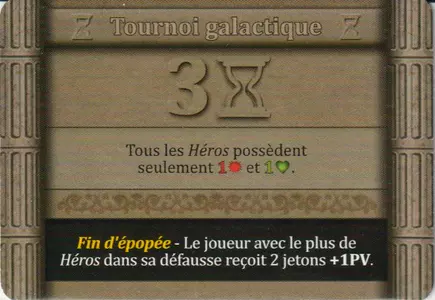 Tournoi galactique
3
Tous les Héros possèdent
seulement 1 et 1.
Fin d'épopée - Le joueur avec le plus de
Héros dans sa défausse reçoit 2 jetons +1PV.